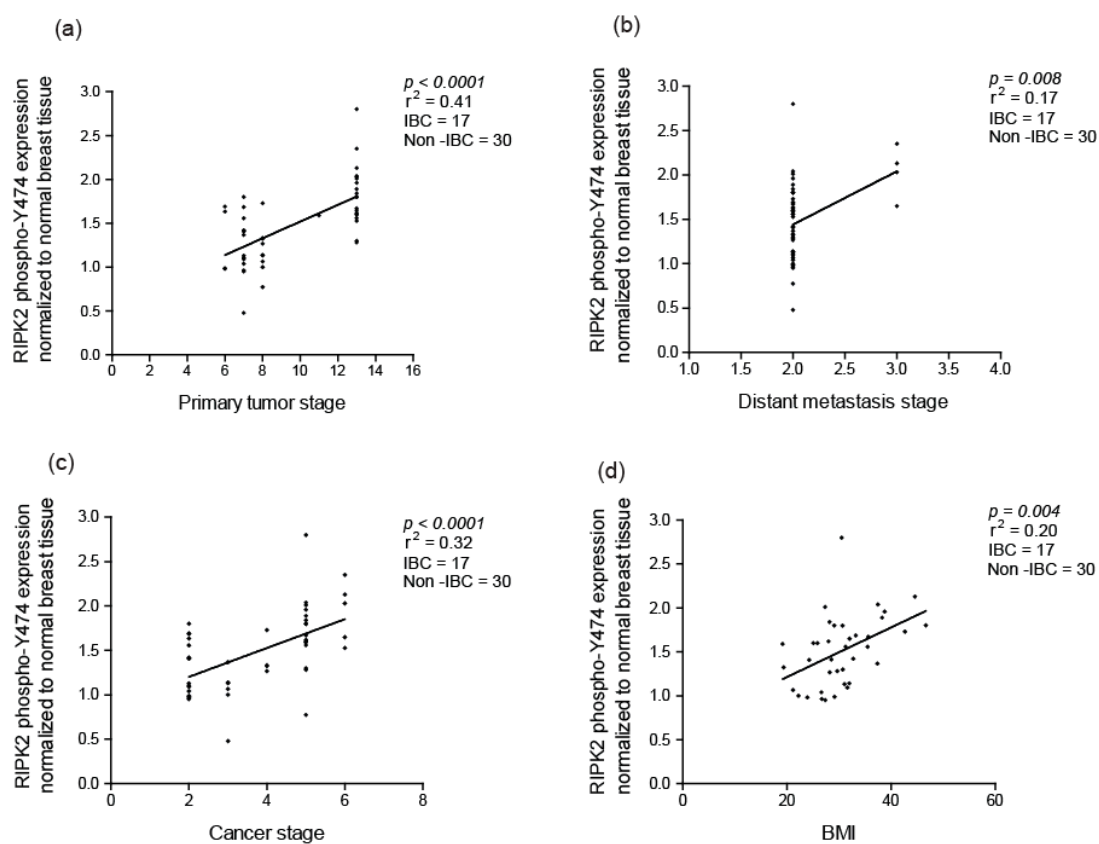 (a)
RIPK2 phospho-Y474 expression
normalized to normal breast tissue
3.0
2.5
2.0
1.5
1.0
0.5
0.0
0 2 4 6 8 10 12 14 16
Primary tumor stage
p < 0.0001
r² = 0.41
IBC = 17
Non -IBC = 30
(b)
RIPK2 phospho-Y474 expression
normalized to normal breast tissue
3.0
2.5
2.0
1.5
1.0
0.5
0.0
1.0 1.5 2.0 2.5 3.0 3.5 4.0
Distant metastasis stage
p = 0.008
r² = 0.17
IBC = 17
Non -IBC = 30
(c)
RIPK2 phospho-Y474 expression
normalized to normal breast tissue
3.0
2.5
2.0
1.5
1.0
0.5
0.0
0 2 4 6 8
Cancer stage
p < 0.0001
r² = 0.32
IBC = 17
Non -IBC = 30
(d)
RIPK2 phospho-Y474 expression
normalized to normal breast tissue
3.0
2.5
2.0
1.5
1.0
0.5
0.0
0 20 40 60
BMI
p = 0.004
r² = 0.20
IBC = 17
Non -IBC = 30